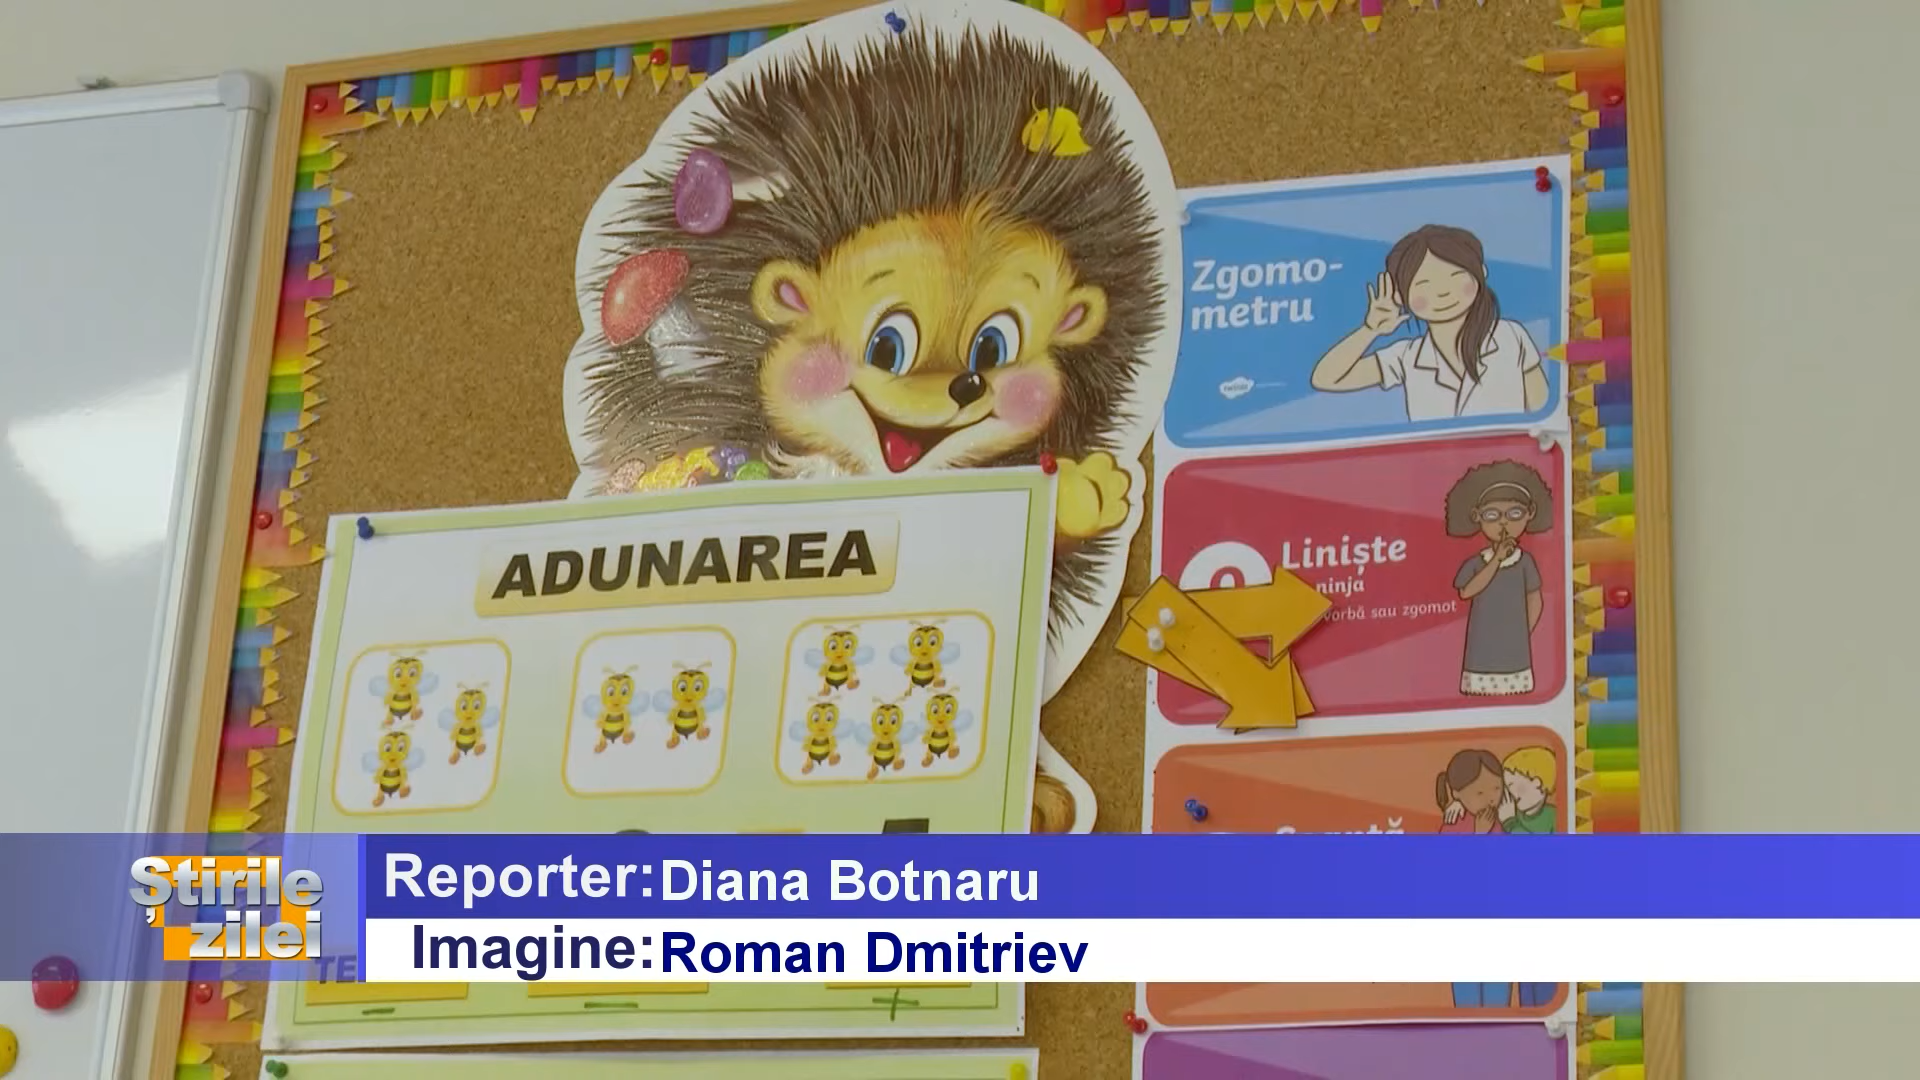 Zgomo-
metru
Liniște
ninja
vorbă sau zgomot
ADUNAREA
Știrile
zilei
Reporter: Diana Botnaru
Imagine: Roman Dmitriev